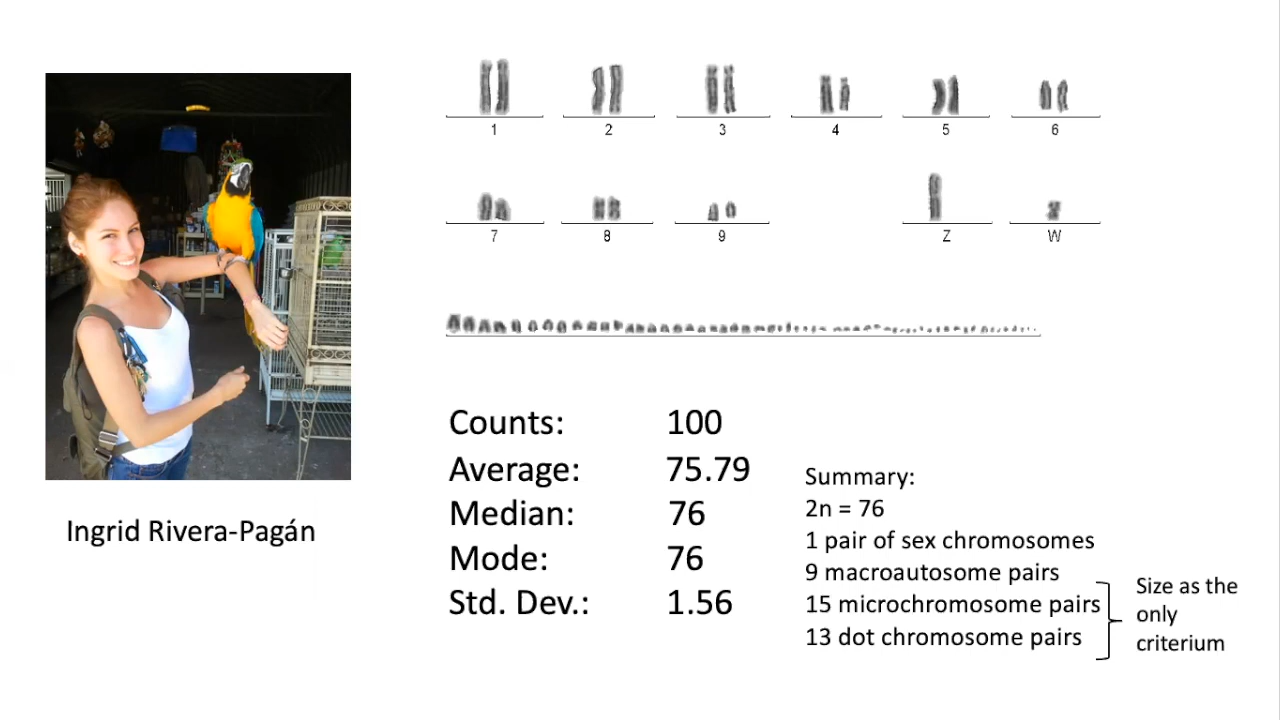 1 2 3 4 5 6
7 8 9 Z W
Ingrid Rivera-Pagán
Counts: 100
Average: 75.79
Median: 76
Mode: 76
Std. Dev.: 1.56
Summary:
2n = 76
1 pair of sex chromosomes
9 macroautosome pairs
15 microchromosome pairs
13 dot chromosome pairs
Size as the
only
criterium